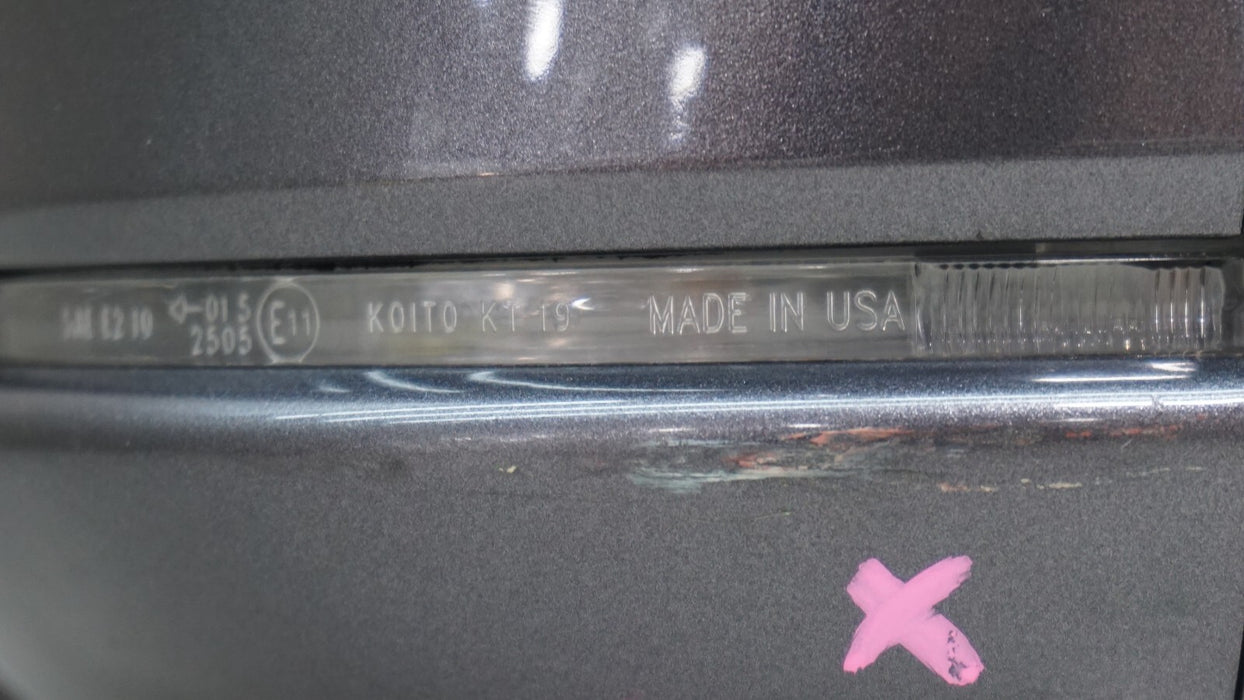 01 5
2505
E11
KOITO KT-19
MADE IN USA